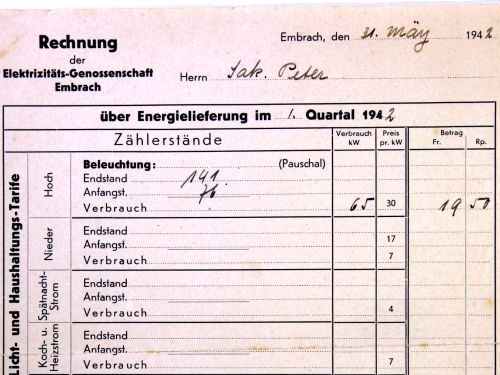 Rechnung
der
Elektrizitäts-Genossenschaft
Embrach
Embrach, den 31. März 1942
Herrn Jak. Peter
über Energielieferung im 1. Quartal 1942
Licht- und Haushaltungs-Tarife
Zählerstände
Verbrauch kW
Preis pr. kW
Betrag
Fr. Rp.
Hoch
Beleuchtung: (Pauschal)
Endstand 141
Anfangst. 76
Verbrauch 65 30 19 50
Nieder
Endstand 17
Anfangst.
Verbrauch 7
Spätnacht-Strom
Endstand
Anfangst.
Verbrauch 4
Koch- u. Heizstrom
Endstand
Anfangst.
Verbrauch 7